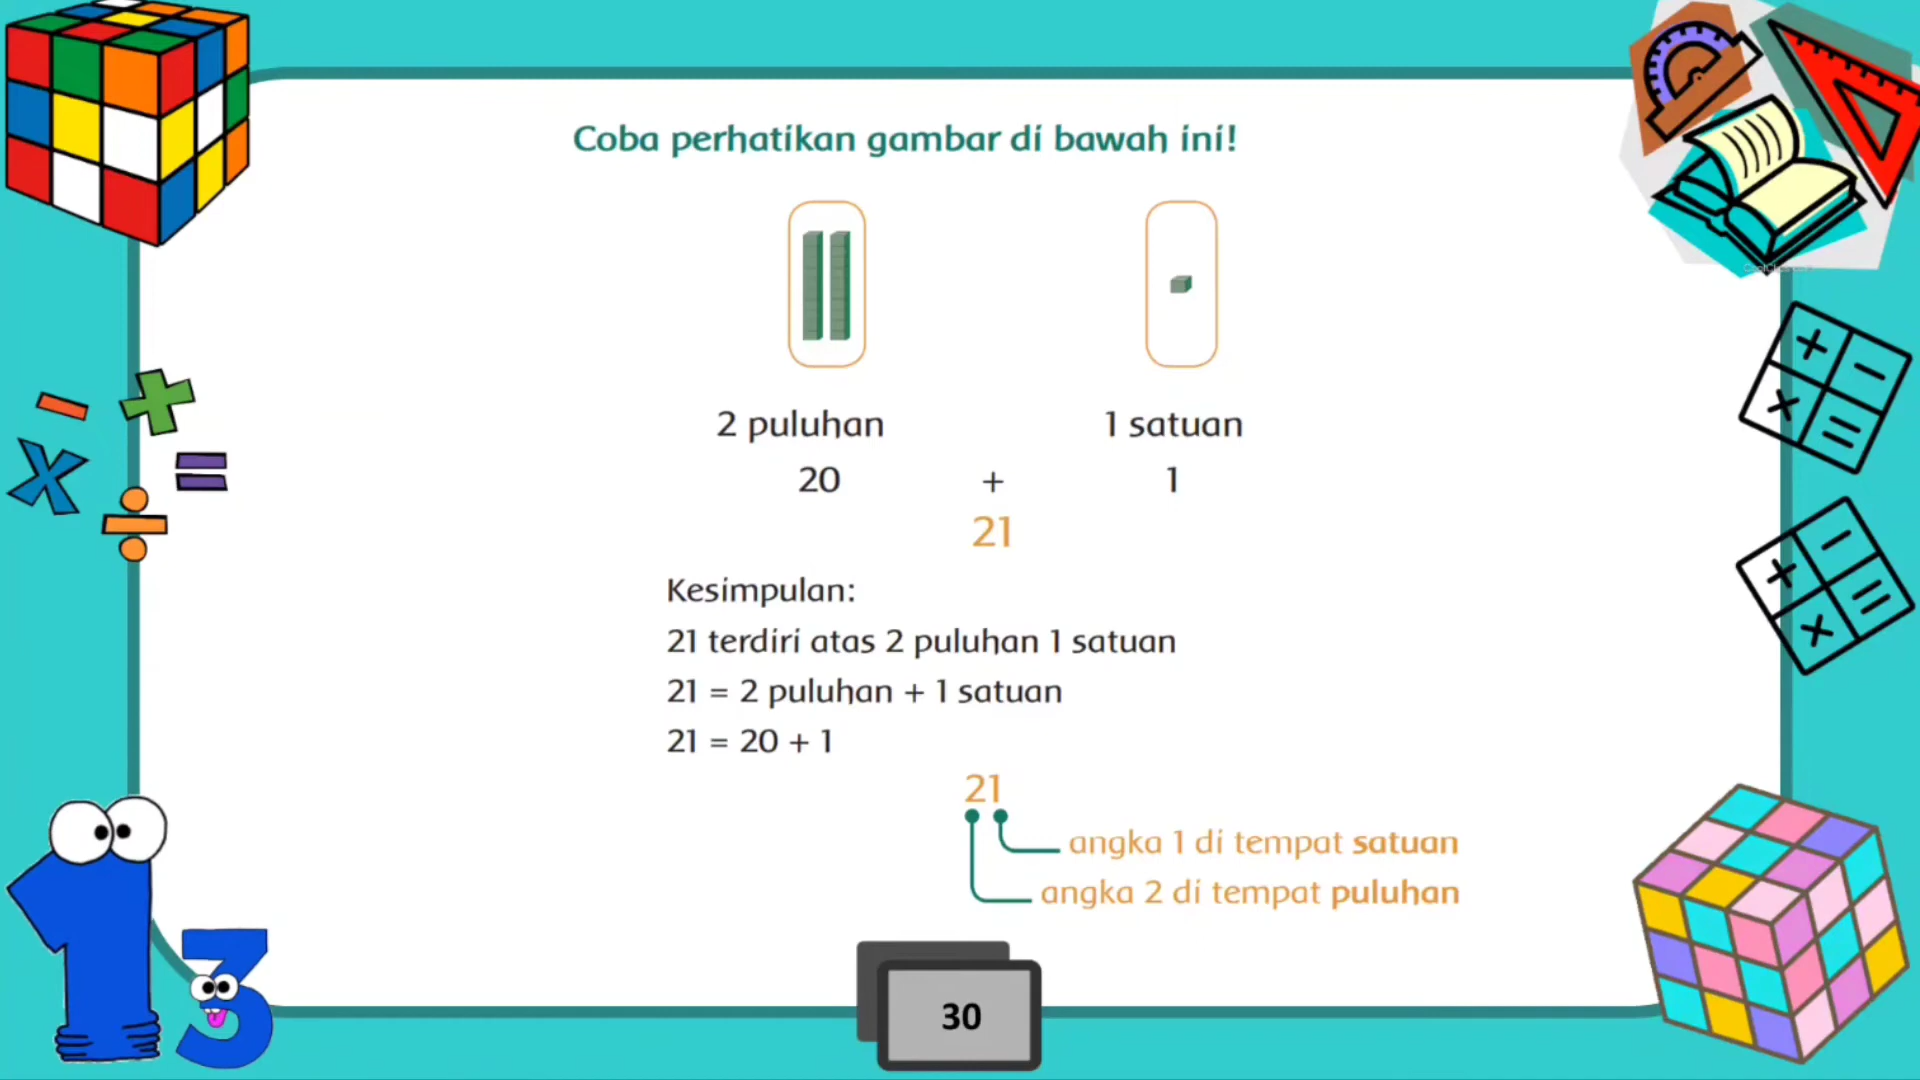 Coba perhatikan gambar di bawah ini!
2 puluhan 1 satuan
20 + 1
21
Kesimpulan:
21 terdiri atas 2 puluhan 1 satuan
21 = 2 puluhan + 1 satuan
21 = 20 + 1
21
angka 1 di tempat satuan
angka 2 di tempat puluhan
30